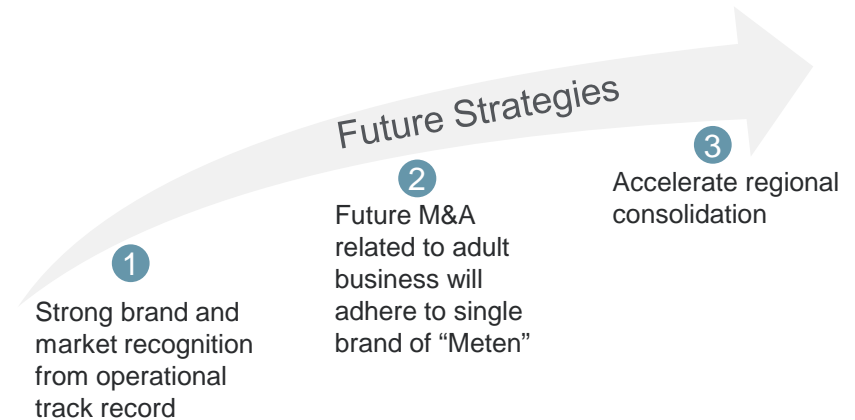 Future Strategies
1
Strong brand and
market recognition
from operational
track record
2
Future M&A
related to adult
business will
adhere to single
brand of “Meten”
3
Accelerate regional
consolidation